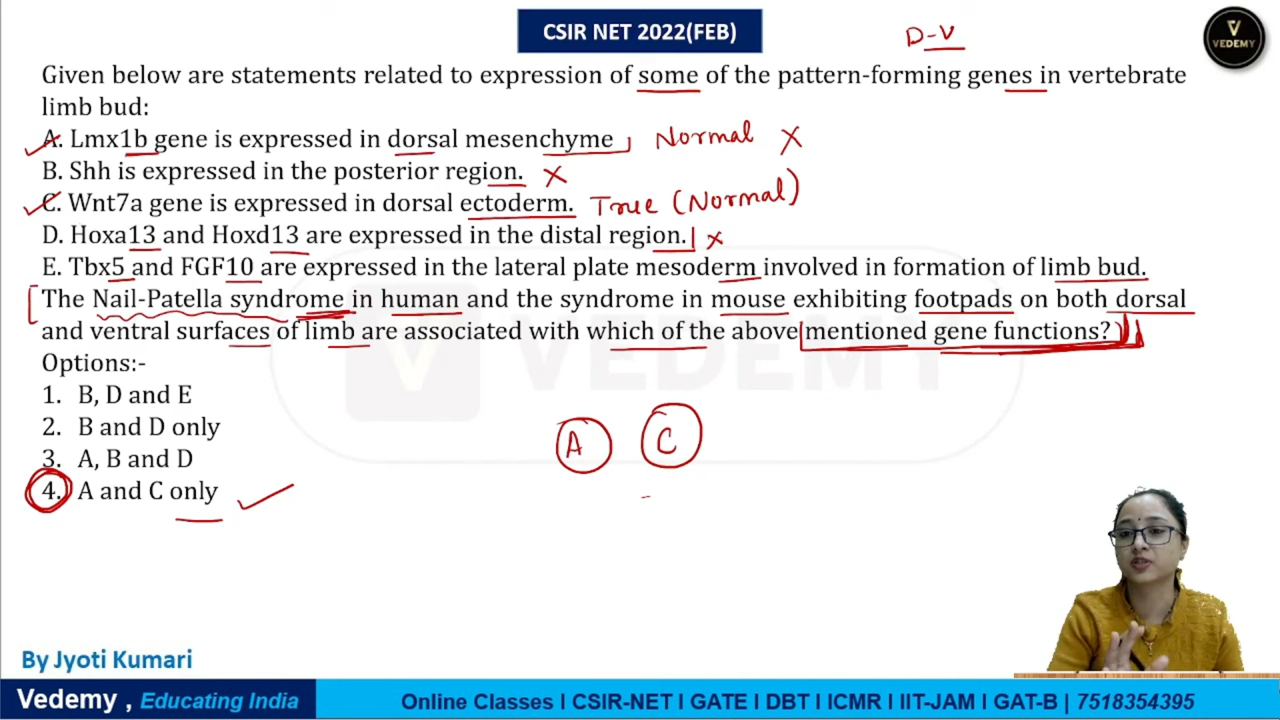 CSIR NET 2022(FEB)
D-V
VEDEMY
Given below are statements related to expression of some of the pattern-forming genes in vertebrate
limb bud:
A. Lmx1b gene is expressed in dorsal mesenchyme Normal X
B. Shh is expressed in the posterior region. X
C. Wnt7a gene is expressed in dorsal ectoderm. True (Normal)
D. Hoxa13 and Hoxd13 are expressed in the distal region. x
E. Tbx5 and FGF10 are expressed in the lateral plate mesoderm involved in formation of limb bud.
The Nail-Patella syndrome in human and the syndrome in mouse exhibiting footpads on both dorsal
and ventral surfaces of limb are associated with which of the above mentioned gene functions?
VEDEMY
Options:-
1. B, D and E
2. B and D only
3. A, B and D
4. A and C only
A C
By Jyoti Kumari
Vedemy , Educating India
Online Classes I CSIR-NET I GATE I DBT I ICMR I IIT-JAM I GAT-B | 7518354395